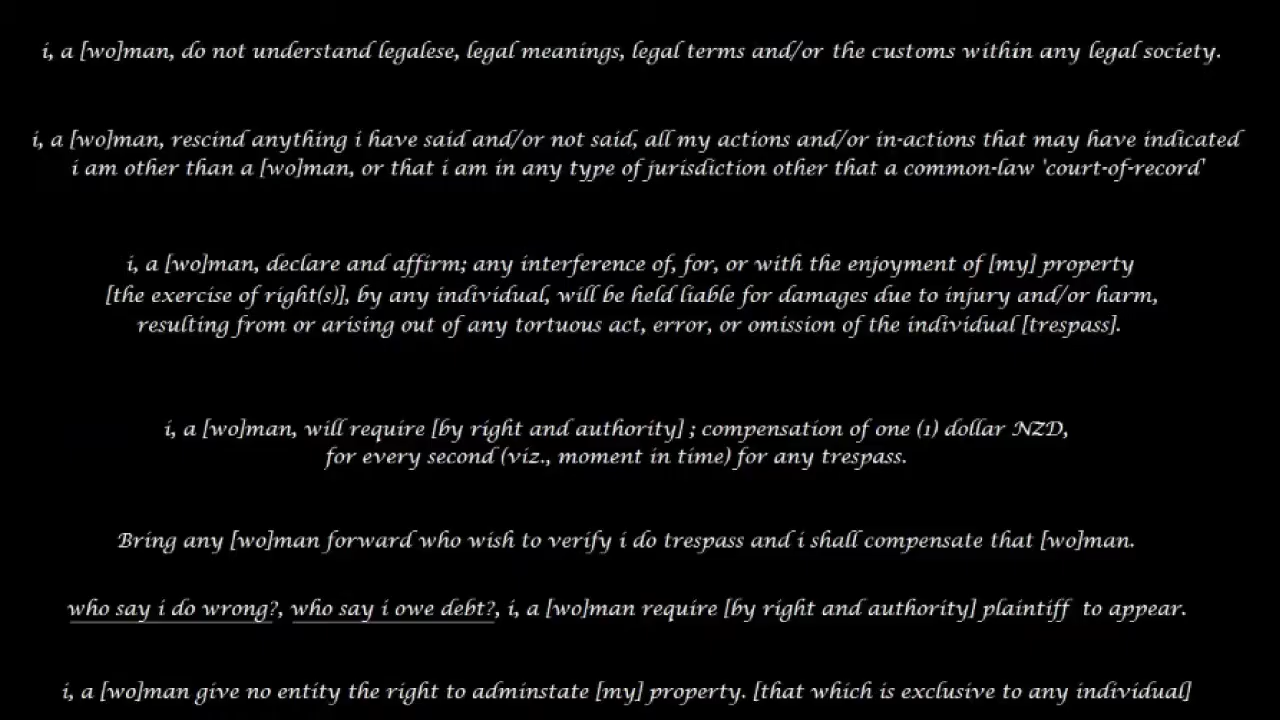 i, a [wo]man, do not understand legalese, legal meanings, legal terms and/or the customs within any legal society.
i, a [wo]man, rescind anything i have said and/or not said, all my actions and/or in-actions that may have indicated
i am other than a [wo]man, or that i am in any type of jurisdiction other that a common-law 'court-of-record'
i, a [wo]man, declare and affirm; any interference of, for, or with the enjoyment of [my] property
[the exercise of right(s)], by any individual, will be held liable for damages due to injury and/or harm,
resulting from or arising out of any tortuous act, error, or omission of the individual [trespass].
i, a [wo]man, will require [by right and authority] ; compensation of one (1) dollar NZD,
for every second (viz., moment in time) for any trespass.
Bring any [wo]man forward who wish to verify i do trespass and i shall compensate that [wo]man.
who say i do wrong?, who say i owe debt?, i, a [wo]man require [by right and authority] plaintiff to appear.
i, a [wo]man give no entity the right to adminstate [my] property. [that which is exclusive to any individual]